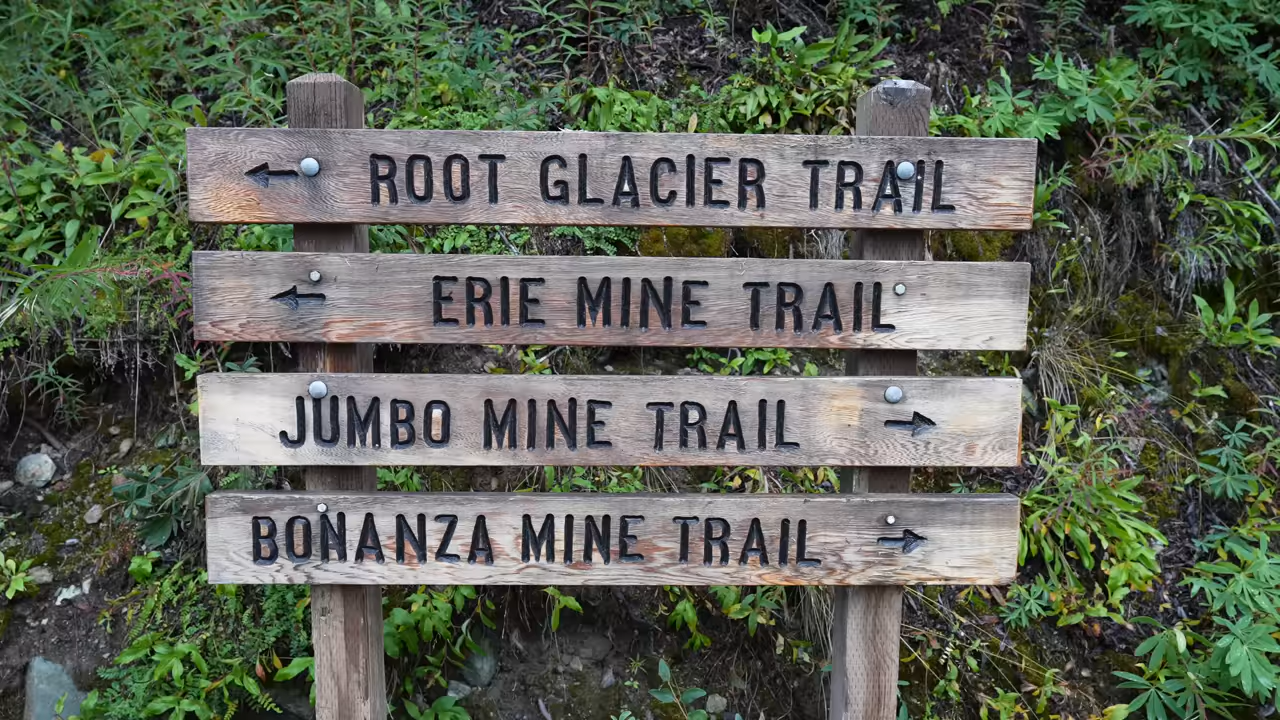 ← ROOT GLACIER TRAIL
← ERIE MINE TRAIL
JUMBO MINE TRAIL →
BONANZA MINE TRAIL →